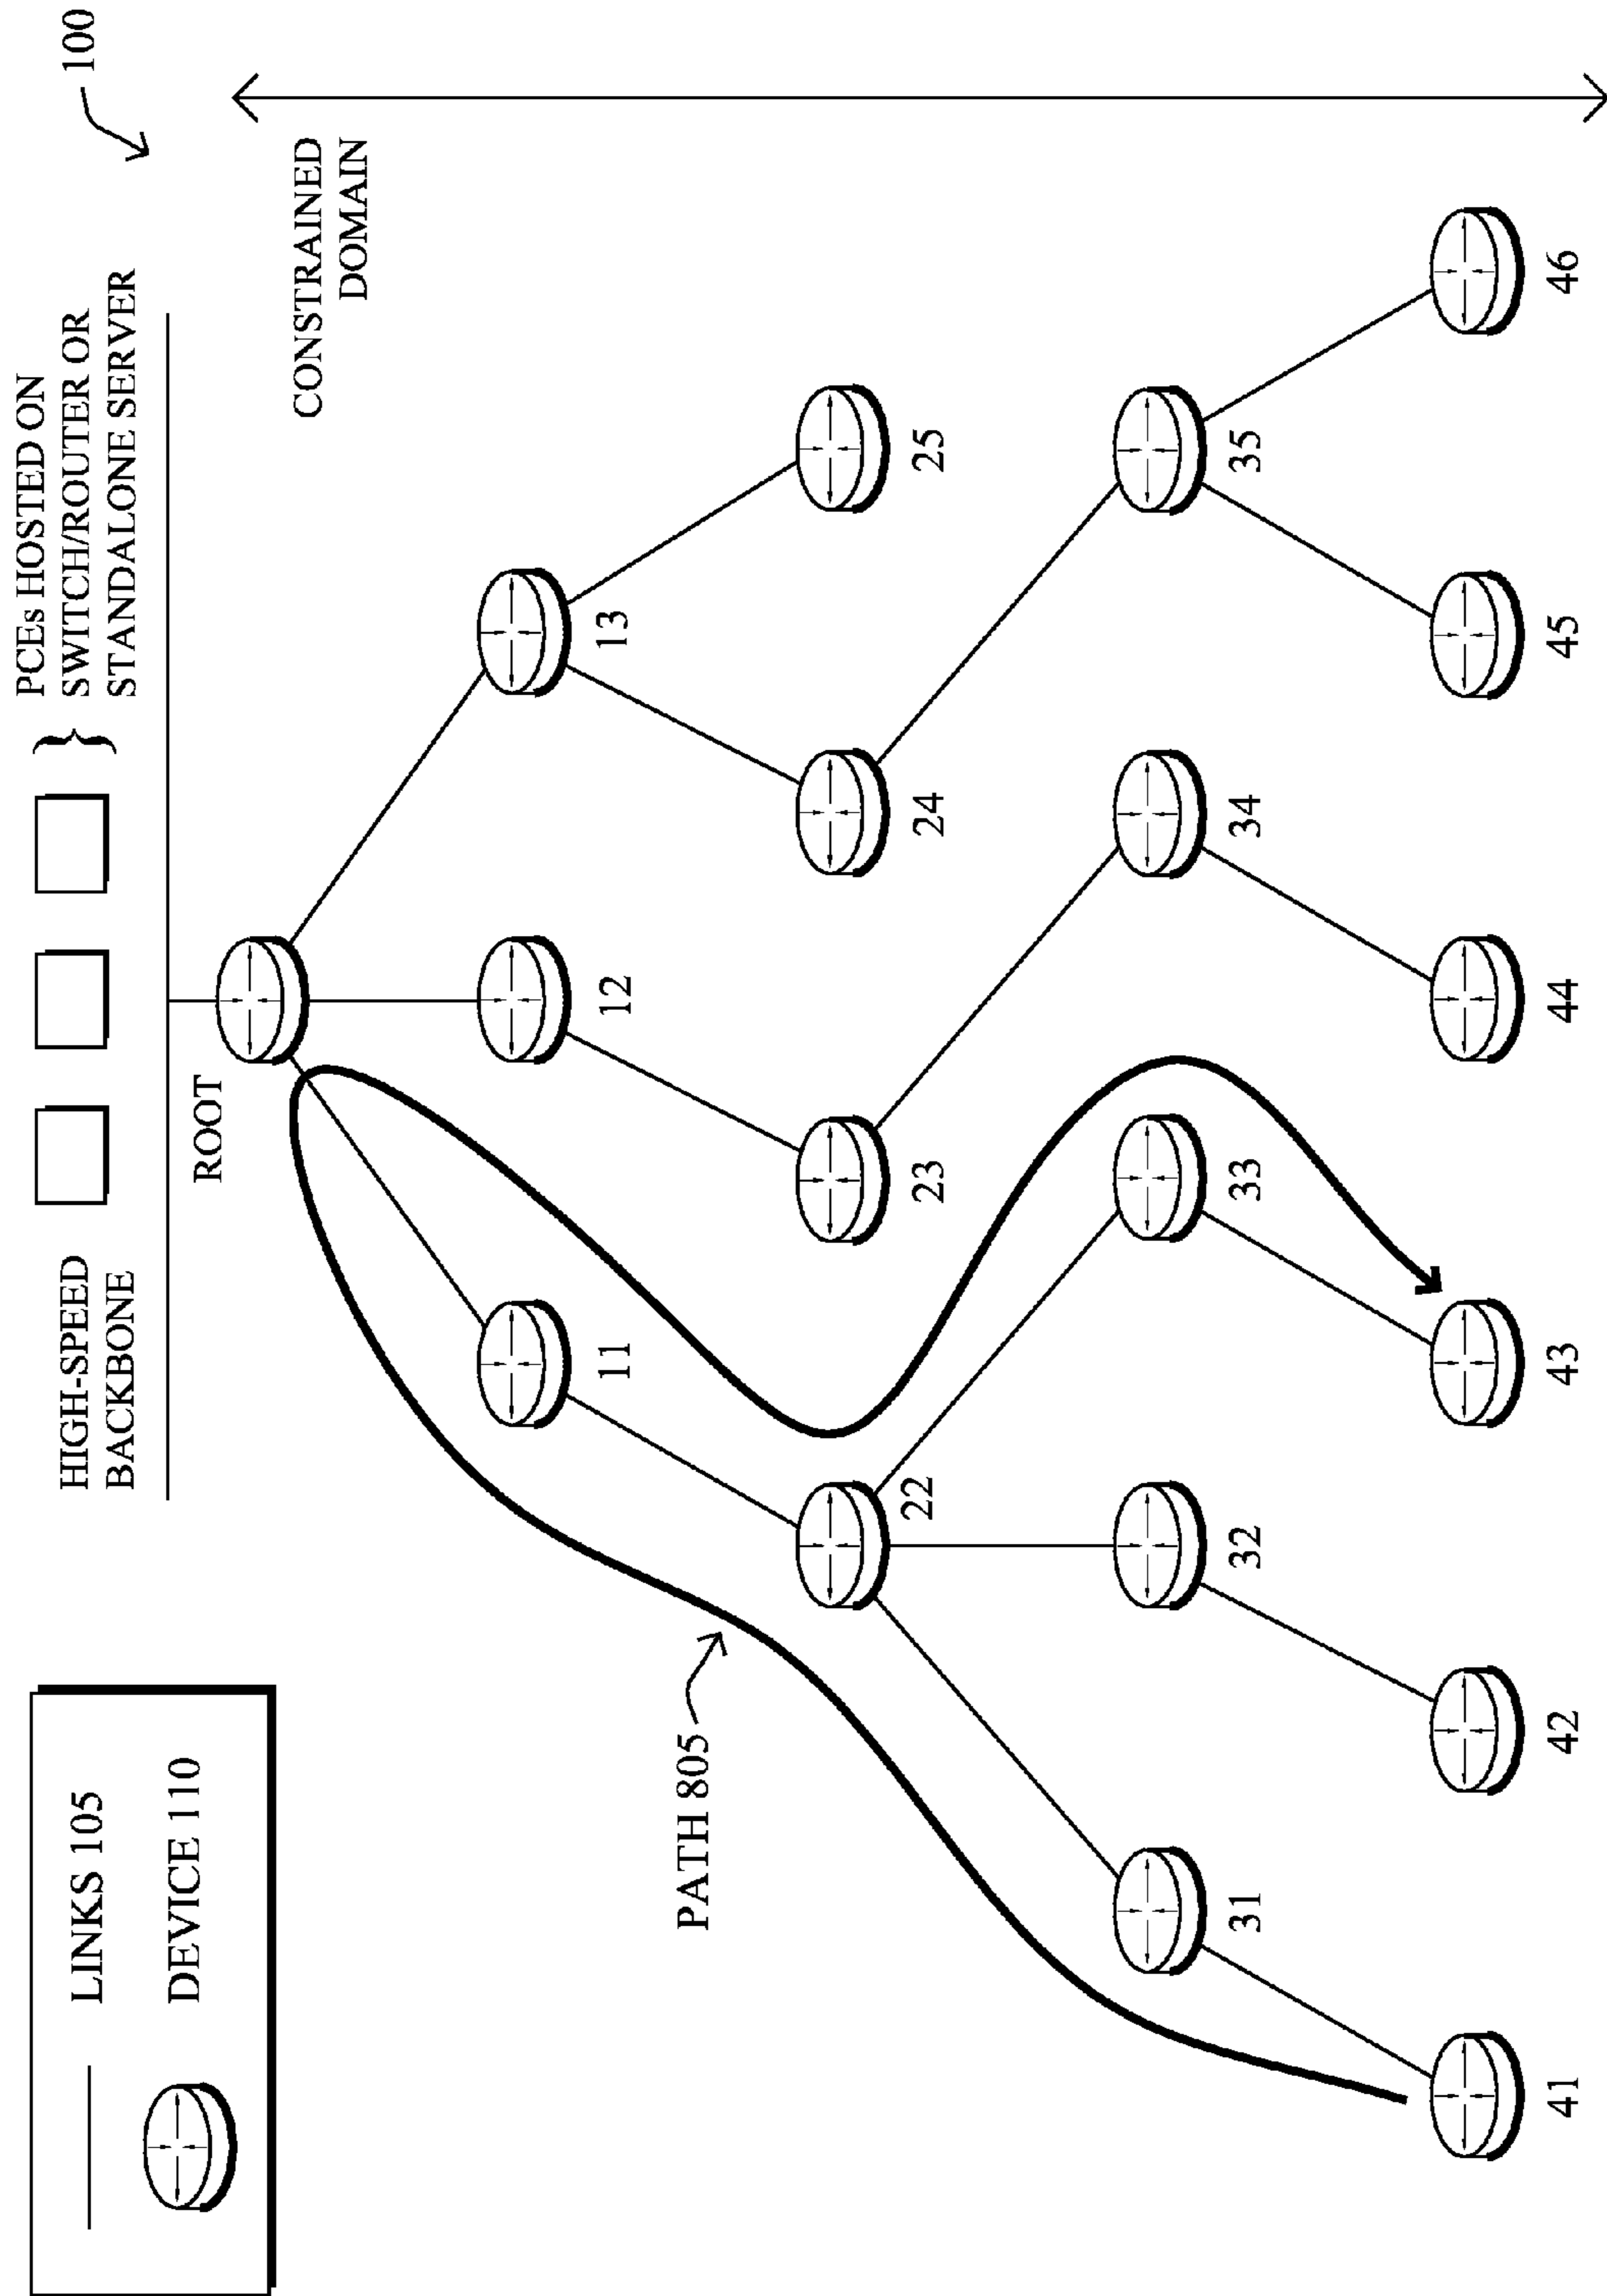 LINKS 105
DEVICE 110
HIGH-SPEED
BACKBONE
PCEs HOSTED ON
SWITCH/ROUTER OR
STANDALONE SERVER
100
ROOT
CONSTRAINED
DOMAIN
11
12
13
PATH 805
22
23
24
25
31
32
33
34
35
41
42
43
44
45
46